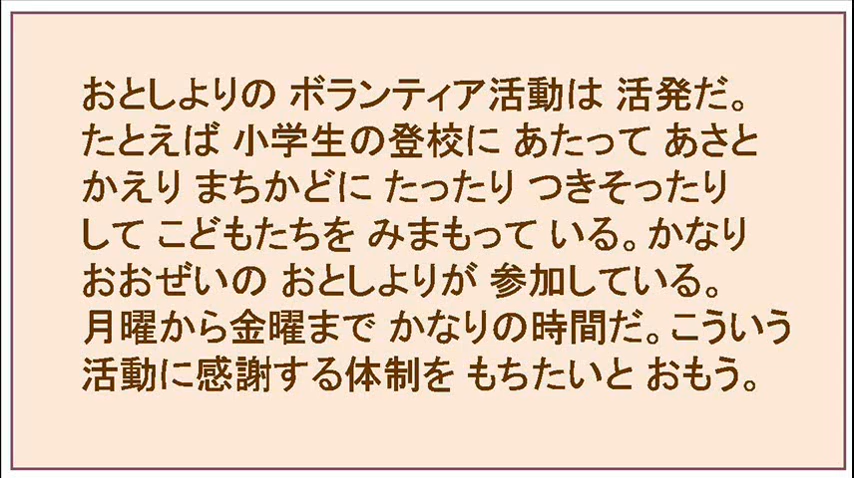 おとしよりの ボランティア活動は 活発だ。
たとえば 小学生の登校に あたって あさと
かえり まちかどに たったり つきそったり
して こどもたちを みまもって いる。かなり
おおぜいの おとしよりが 参加している。
月曜から金曜まで かなりの時間だ。こういう
活動に感謝する体制を もちたいと おもう。